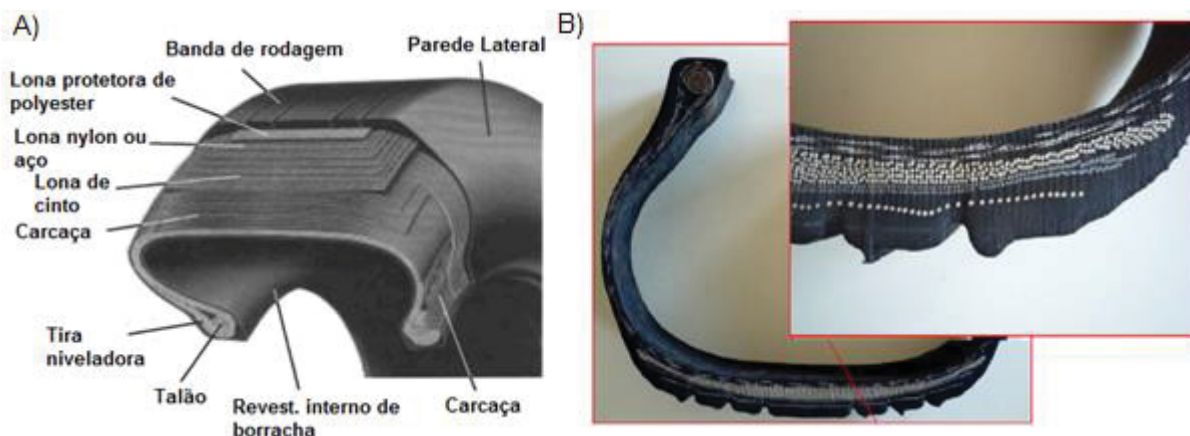 A)
Banda de rodagem
Parede Lateral
Lona protetora de
polyester
Lona nylon ou
aço
Lona de
cinto
Carcaça
Tira
niveladora
Talão
Revest. interno de
borracha
Carcaça
B)